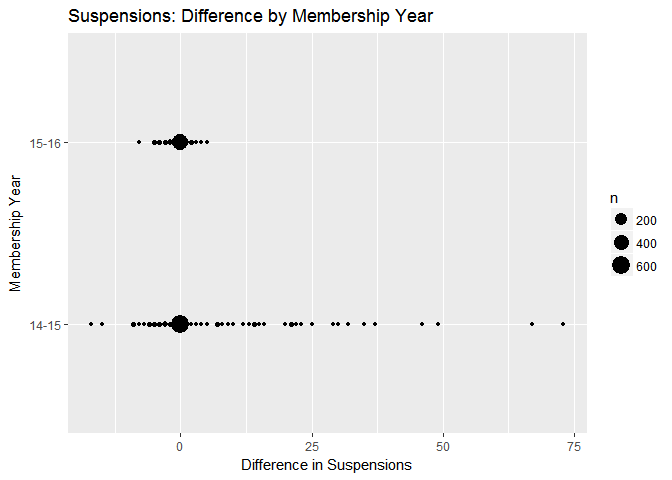 Suspensions: Difference by Membership Year
Membership Year
15-16
14-15
0 25 50 75
Difference in Suspensions
n
200
400
600